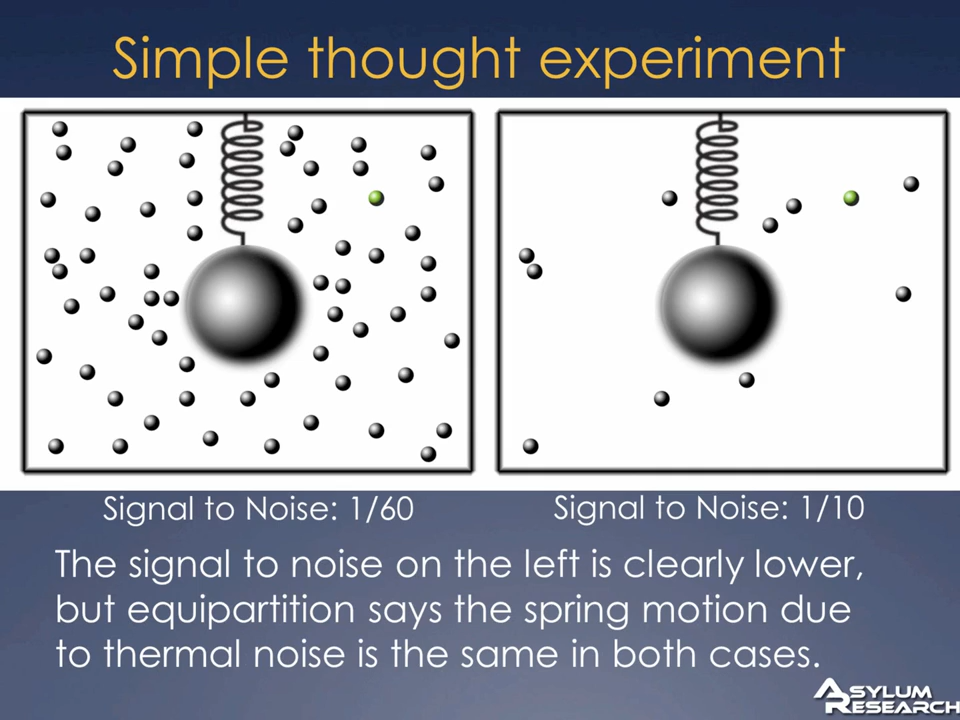 Simple thought experiment
Signal to Noise: 1/60
Signal to Noise: 1/10
The signal to noise on the left is clearly lower,
but equipartition says the spring motion due
to thermal noise is the same in both cases.
ASYLUM
RESEARCH